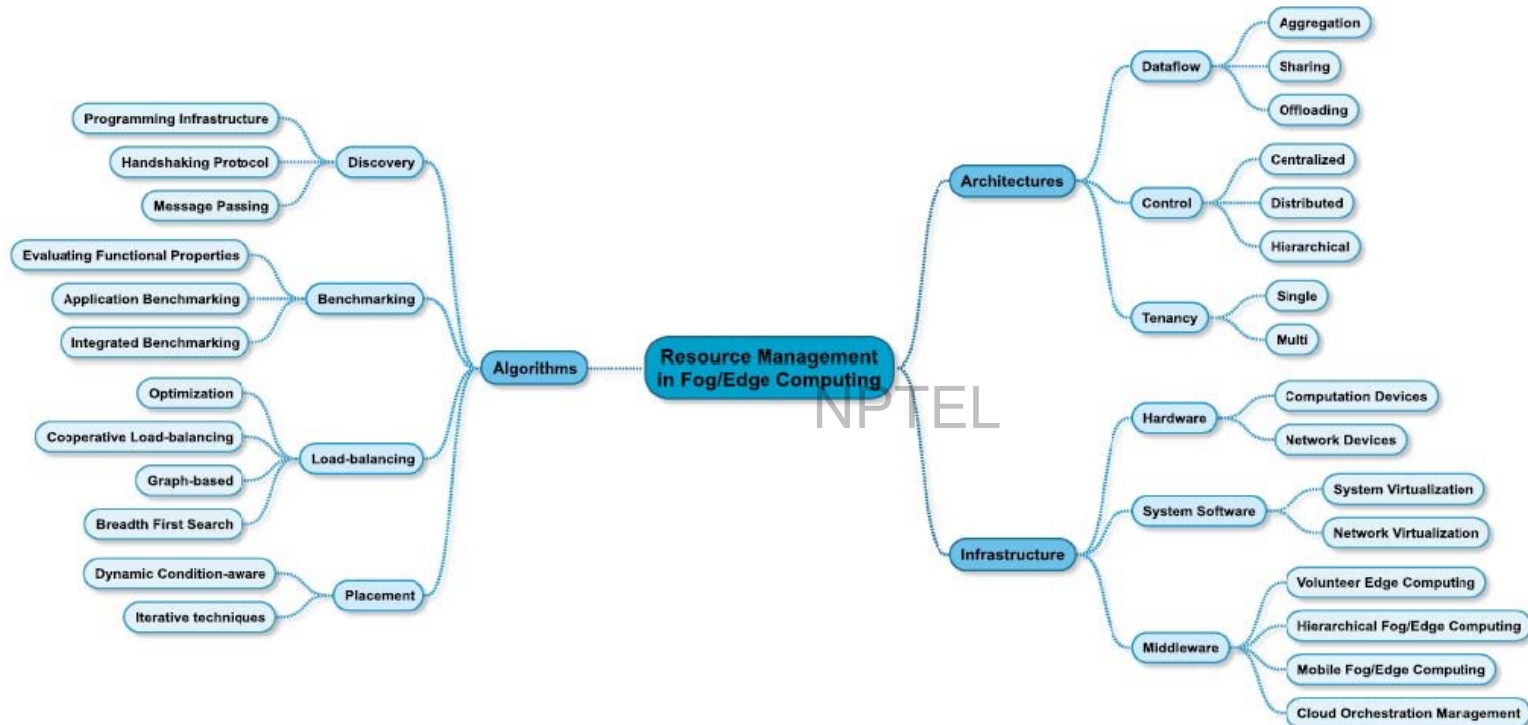 Resource Management
in Fog/Edge Computing
NPTEL
Algorithms
Discovery
Programming Infrastructure
Handshaking Protocol
Message Passing
Benchmarking
Evaluating Functional Properties
Application Benchmarking
Integrated Benchmarking
Load-balancing
Optimization
Cooperative Load-balancing
Graph-based
Breadth First Search
Placement
Dynamic Condition-aware
Iterative techniques
Architectures
Dataflow
Aggregation
Sharing
Offloading
Control
Centralized
Distributed
Hierarchical
Tenancy
Single
Multi
Infrastructure
Hardware
Computation Devices
Network Devices
System Software
System Virtualization
Network Virtualization
Middleware
Volunteer Edge Computing
Hierarchical Fog/Edge Computing
Mobile Fog/Edge Computing
Cloud Orchestration Management